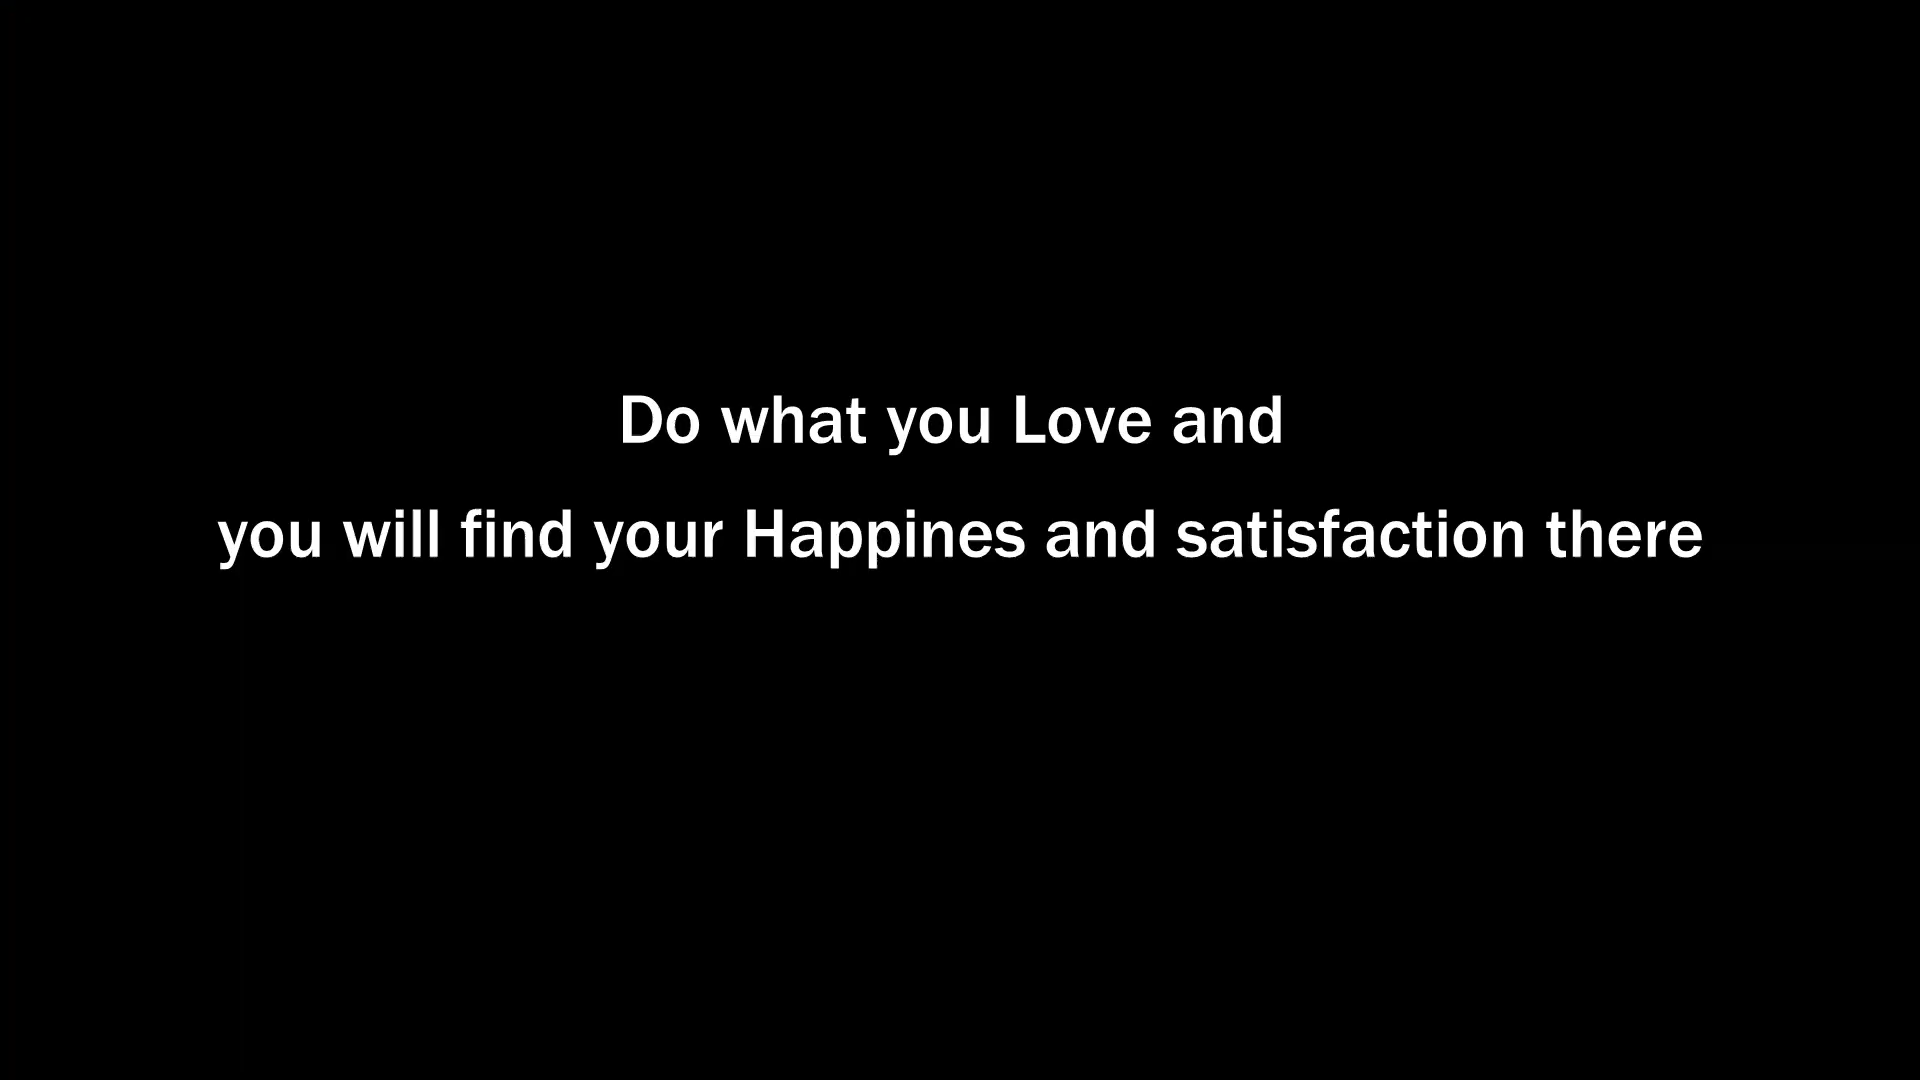 Do what you Love and
you will find your Happines and satisfaction there